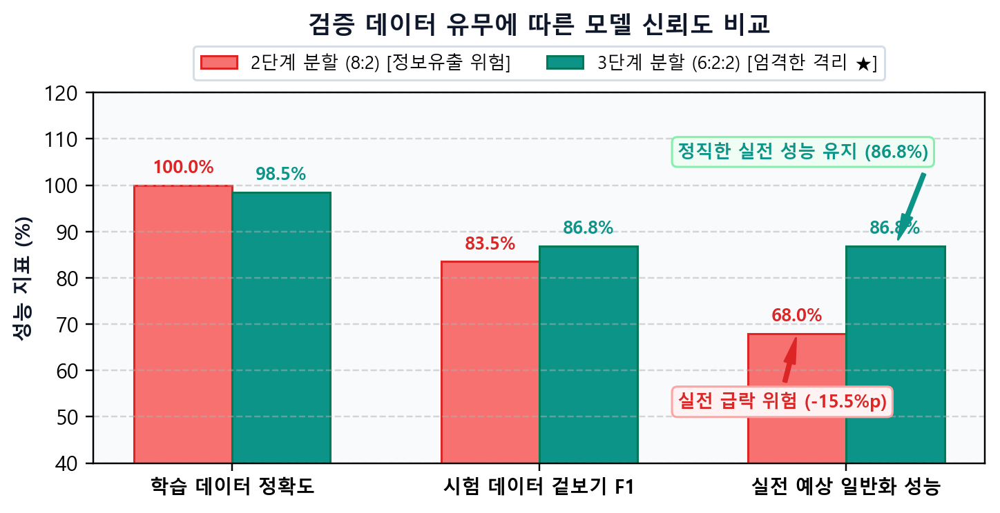 검증 데이터 유무에 따른 모델 신뢰도 비교
2단계 분할 (8:2) [정보유출 위험]
3단계 분할 (6:2:2) [엄격한 격리 ★]
성능 지표 (%)
120
110
100
90
80
70
60
50
40
100.0%
98.5%
83.5%
86.8%
68.0%
86.8%
정직한 실전 성능 유지 (86.8%)
실전 급락 위험 (-15.5%p)
학습 데이터 정확도
시험 데이터 겉보기 F1
실전 예상 일반화 성능